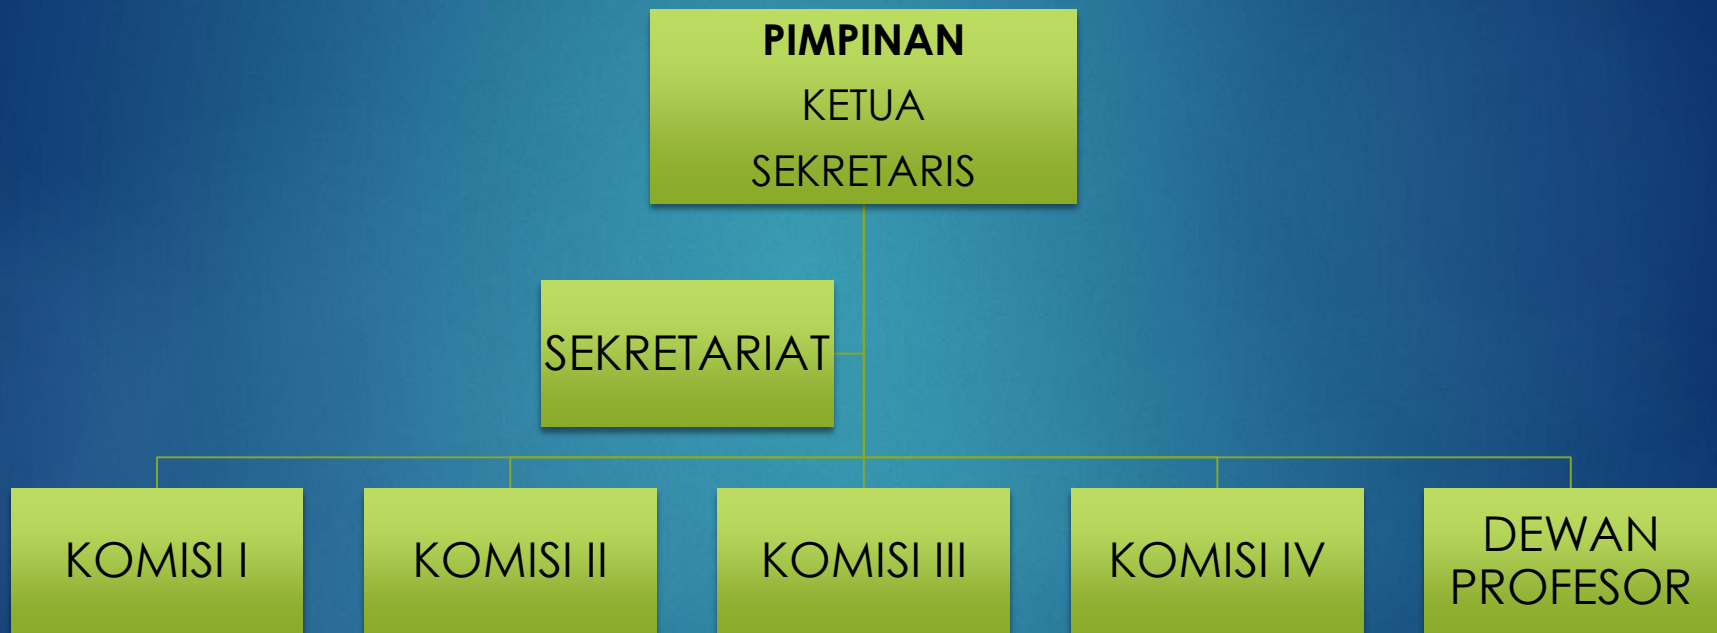 PIMPINAN
KETUA
SEKRETARIS
SEKRETARIAT
KOMISI I
KOMISI II
KOMISI III
KOMISI IV
DEWAN
PROFESOR